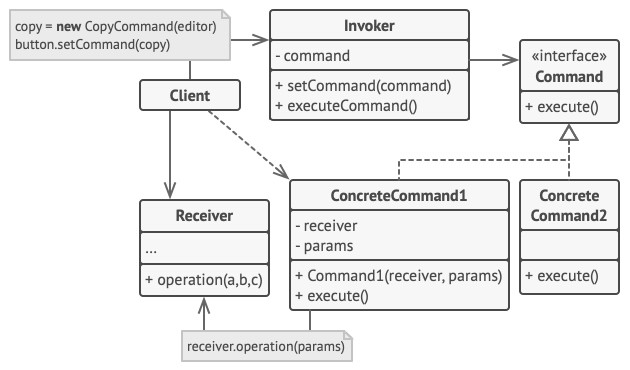 copy = new CopyCommand(editor)
button.setCommand(copy)
Invoker
- command
+ setCommand(command)
+ executeCommand()
«interface»
Command
+ execute()
Client
Receiver
...
+ operation(a,b,c)
ConcreteCommand1
- receiver
- params
+ Command1(receiver, params)
+ execute()
Concrete
Command2
+ execute()
receiver.operation(params)